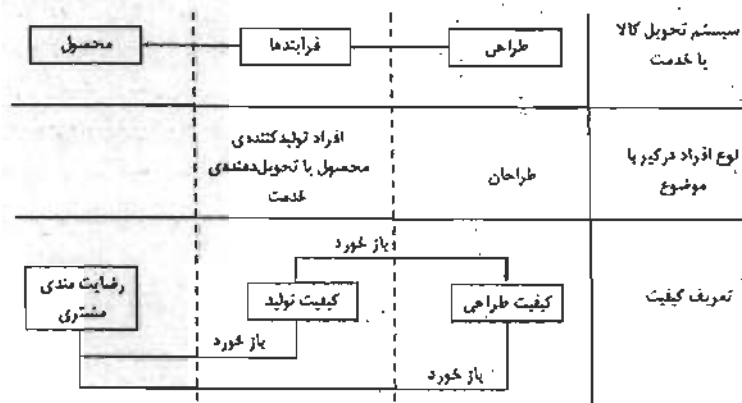 سیستم تحویل کالا
یا خدمت
طراحی
فرآیندها
محصول
نوع افراد درگیر با
موضوع
طراحان
افراد تولیدکننده‌ی
محصول یا تحویل‌دهنده‌ی
خدمت
تعریف کیفیت
باز خورد
کیفیت طراحی
کیفیت تولید
رضایت مندی
مشتری
باز خورد
باز خورد